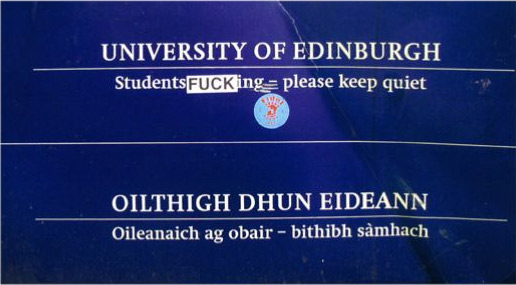 UNIVERSITY OF EDINBURGH
StudentsFUCKing – please keep quiet
OILTHIGH DHUN EIDEANN
Oileanaich ag obair – bithibh sàmhach